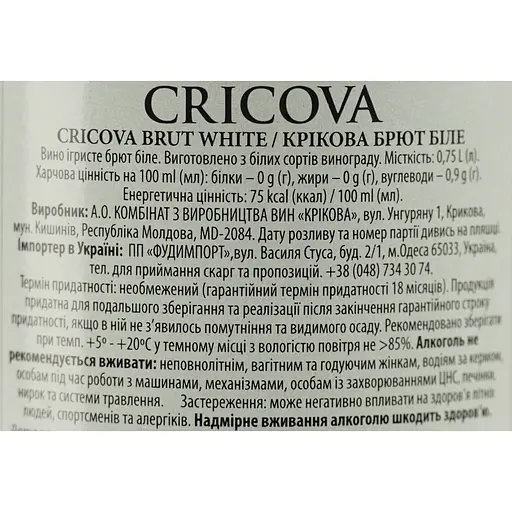 CRICOVA
CRICOVA BRUT WHITE / КРІКОВА БРЮТ БІЛЕ
Вино ігристе брют біле. Виготовлено з білих сортів винограду. Місткість: 0,75 L (л).
Харчова цінність на 100 ml (мл): білки – 0 g (г), жири – 0 g (г), вуглеводи – 0,9 g (г).
Енергетична цінність: 75 kcal (ккал) / 100 ml (мл).
Виробник: А.О. КОМБІНАТ З ВИРОБНИЦТВА ВИН «КРІКОВА», вул. Унгуряну 1, Крикова,
мун. Кишинів, Республіка Молдова, MD-2084. Дату розливу та номер партії дивись на пляшці.
Імпортер в Україні: ПП «ФУДИМПОРТ»,вул. Василя Стуса, буд. 2/1, м.Одеса 65033, Україна,
тел. для приймання скарг та пропозицій. +38 (048) 734 30 74.
Термін придатності: необмежений (гарантійний термін придатності 18 місяців). Продукція
придатна для подальшого зберігання та реалізації після закінчення гарантійного строку
придатності, якщо в ній не з’явилось помутніння та видимого осаду. Рекомендовано зберігати
при темп. +5º - +20ºС у темному місці з вологістю повітря не >85%. Алкоголь не
рекомендується вживати: неповнолітнім, вагітним та годуючим жінкам, водіям за кермом,
особам під час роботи з машинами, механізмами, особам із захворюваннями ЦНС, печінки,
нирок та системи травлення. Застереження: може негативно впливати на здоров'я літніх
людей, спортсменів та алергіків. Надмірне вживання алкоголю шкодить здоров'ю.